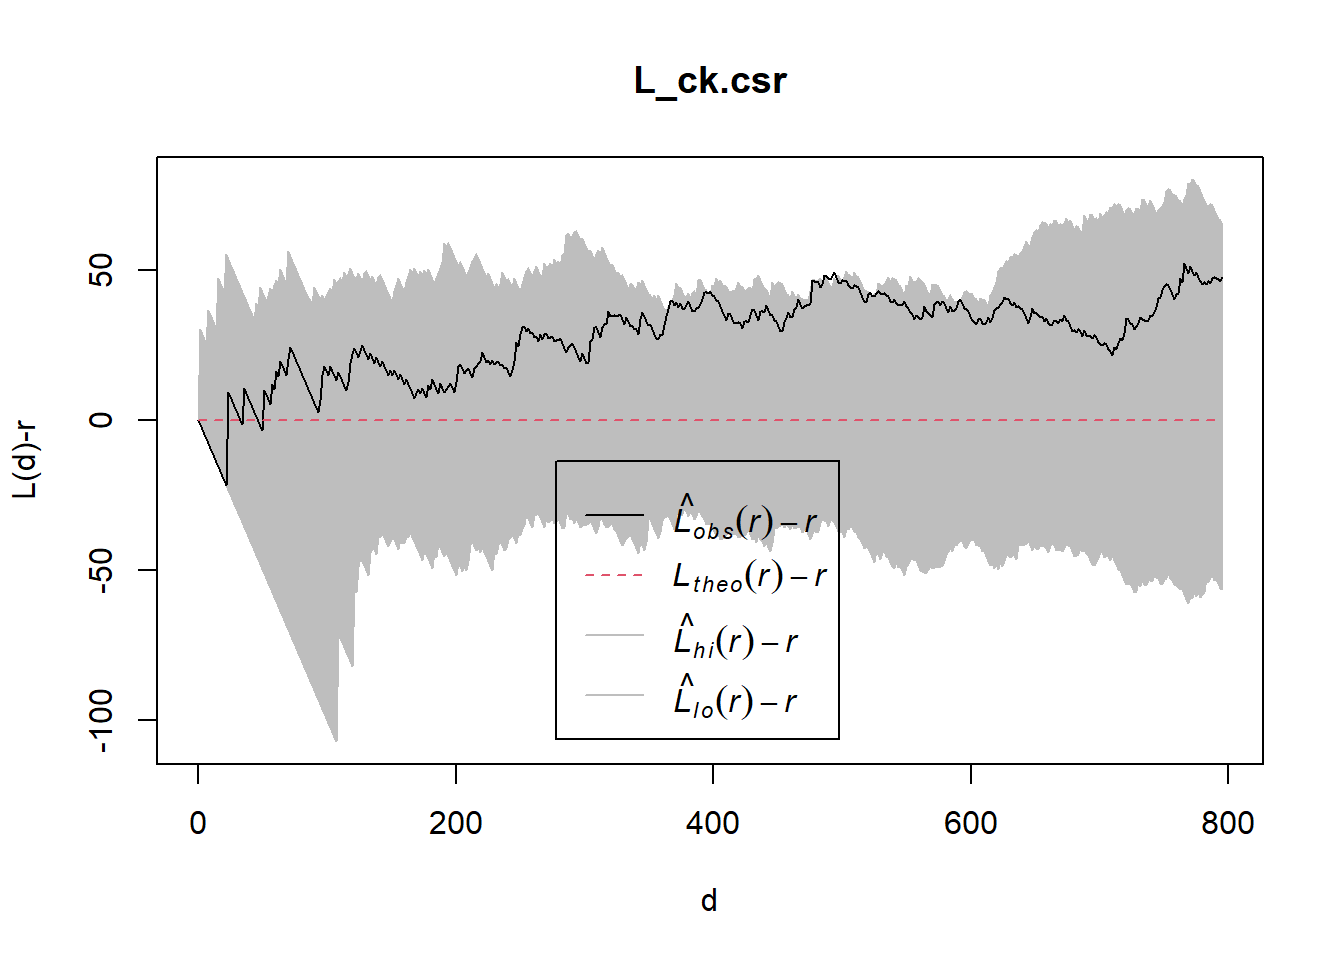 L_ck.csr
L(d)-r
50
0
-50
-100
L̂obs(r) − r
Ltheo(r) − r
L̂hi(r) − r
L̂lo(r) − r
0 200 400 600 800
d